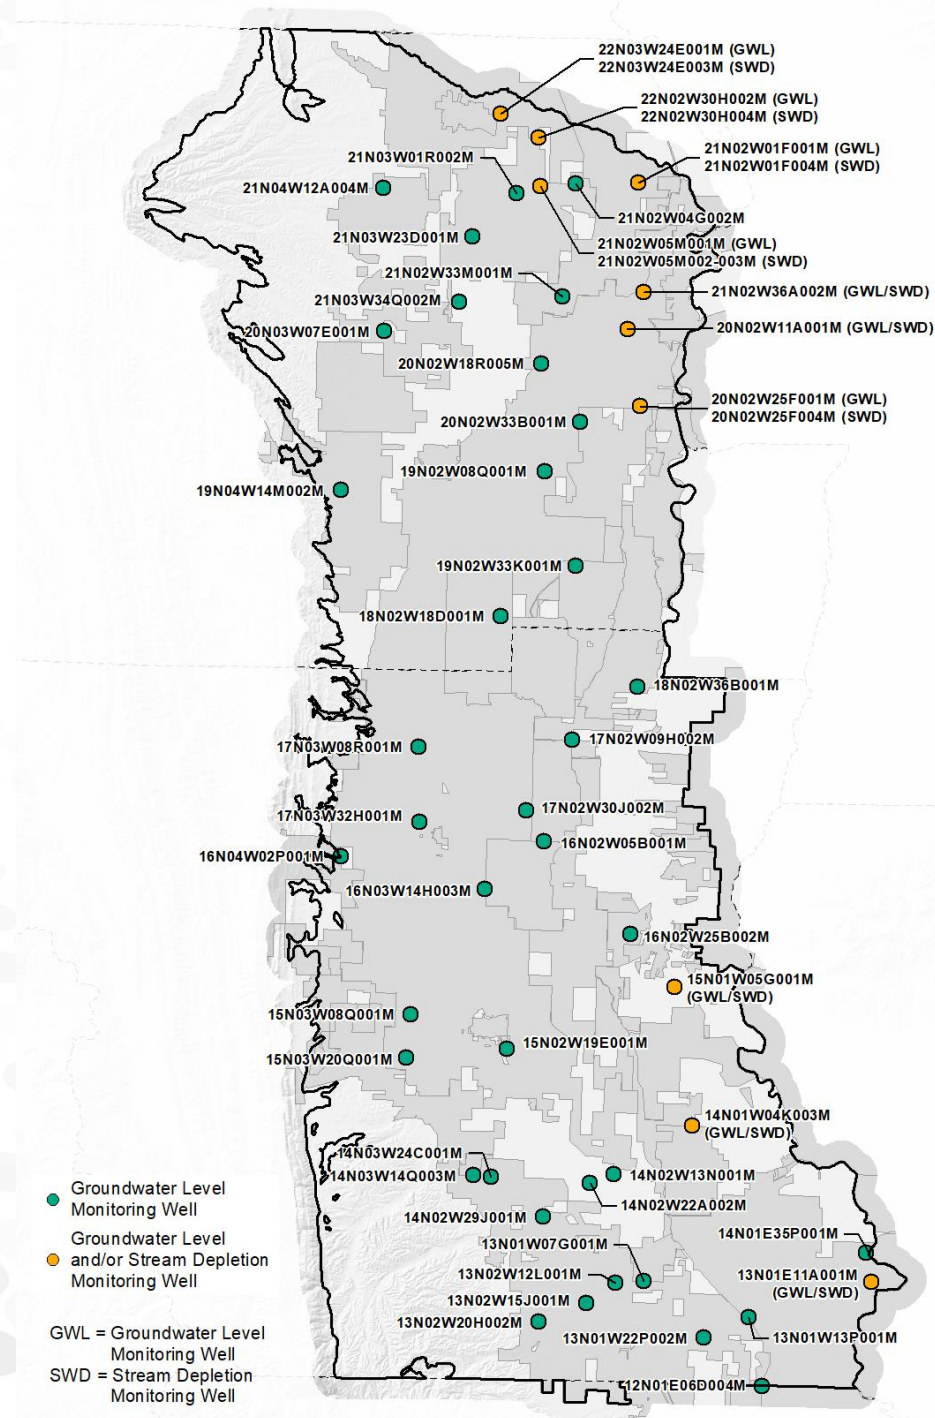 22N03W24E001M (GWL)
22N03W24E003M (SWD)
22N02W30H002M (GWL)
22N02W30H004M (SWD)
21N02W01F001M (GWL)
21N02W01F004M (SWD)
21N03W01R002M
21N04W12A004M
21N02W04G002M
21N03W23D001M
21N02W05M001M (GWL)
21N02W05M002-003M (SWD)
21N02W33M001M
21N02W36A002M (GWL/SWD)
21N03W34Q002M
20N03W07E001M
20N02W11A001M (GWL/SWD)
20N02W18R005M
20N02W25F001M (GWL)
20N02W25F004M (SWD)
20N02W33B001M
19N02W08Q001M
19N04W14M002M
19N02W33K001M
18N02W18D001M
18N02W36B001M
17N02W09H002M
17N03W08R001M
17N02W30J002M
17N03W32H001M
16N02W05B001M
16N04W02P001M
16N03W14H003M
16N02W25B002M
15N01W05G001M
(GWL/SWD)
15N03W08Q001M
15N02W19E001M
15N03W20Q001M
14N01W04K003M
(GWL/SWD)
14N03W24C001M
14N03W14Q003M
14N02W13N001M
14N02W22A002M
14N02W29J001M
14N01E35P001M
13N01W07G001M
13N02W12L001M
13N01E11A001M
(GWL/SWD)
13N02W15J001M
13N02W20H002M
13N01W22P002M
13N01W13P001M
12N01E06D004M
Groundwater Level
Monitoring Well
Groundwater Level
and/or Stream Depletion
Monitoring Well
GWL = Groundwater Level
Monitoring Well
SWD = Stream Depletion
Monitoring Well